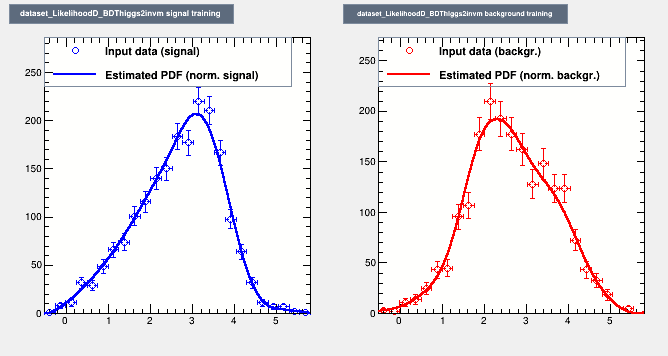 dataset_LikelihoodD_BDThiggs2invm signal training
Input data (signal)
Estimated PDF (norm. signal)
250
200
150
100
50
0
0 1 2 3 4 5
dataset_LikelihoodD_BDThiggs2invm background training
Input data (backgr.)
Estimated PDF (norm. backgr.)
250
200
150
100
50
0
0 1 2 3 4 5